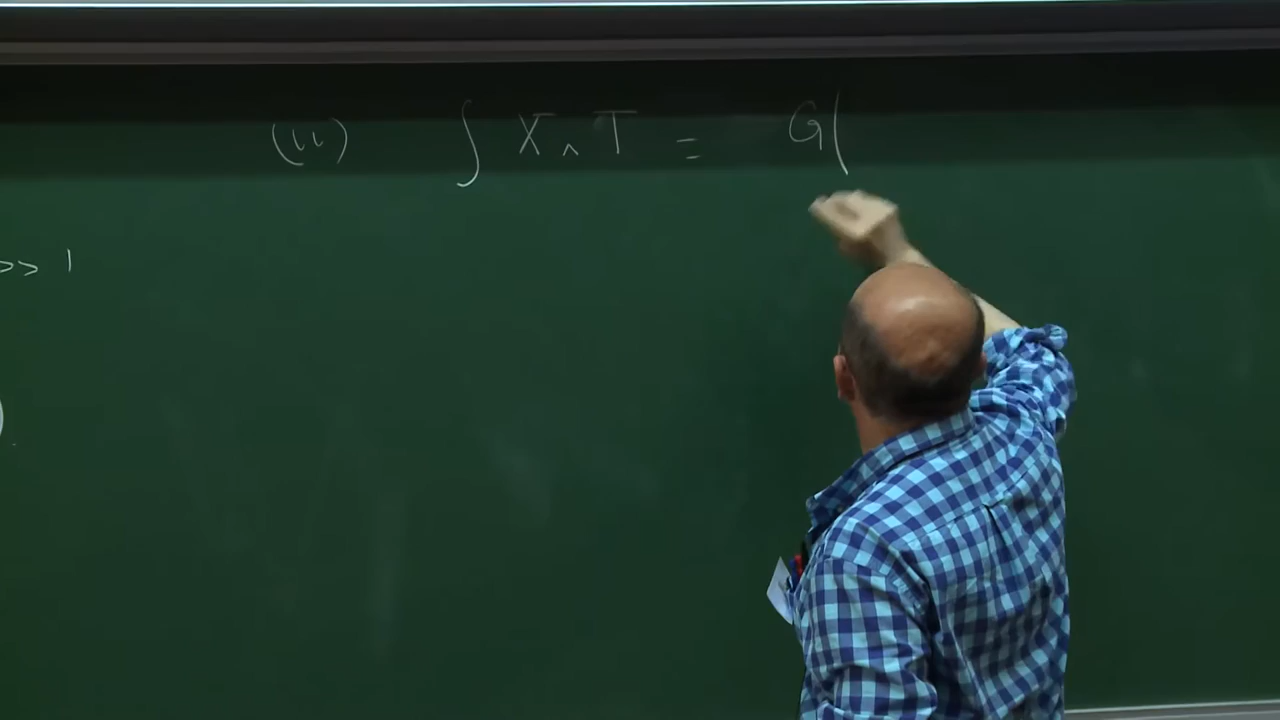 (ii) ∫ X ∧ T = G(
>> 1